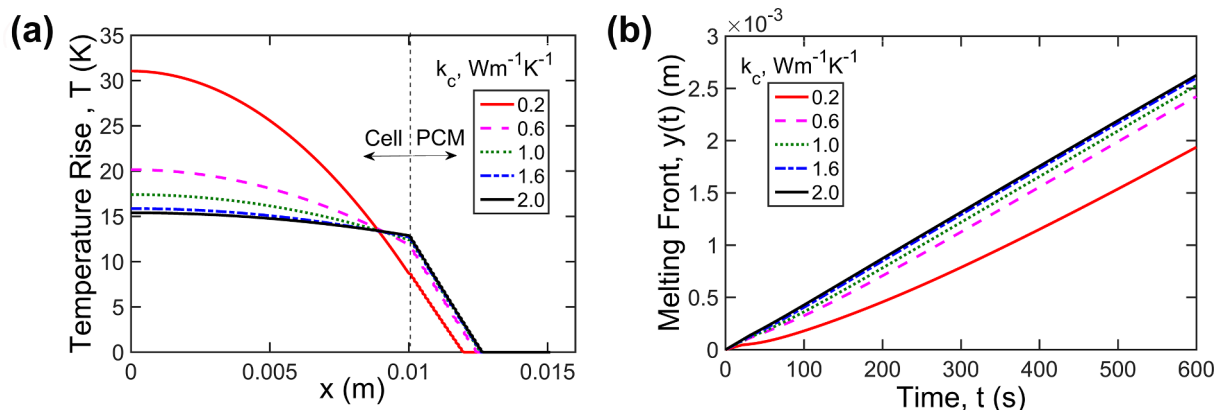 (a)
Temperature Rise , T (K)
35
30
25
20
15
10
5
0
k_c, Wm⁻¹K⁻¹
0.2
0.6
1.0
1.6
2.0
Cell PCM
0 0.005 0.01 0.015
x (m)
(b)
×10⁻³
Melting Front, y(t) (m)
3
2.5
2
1.5
1
0.5
0
k_c, Wm⁻¹K⁻¹
0.2
0.6
1.0
1.6
2.0
0 100 200 300 400 500 600
Time, t (s)